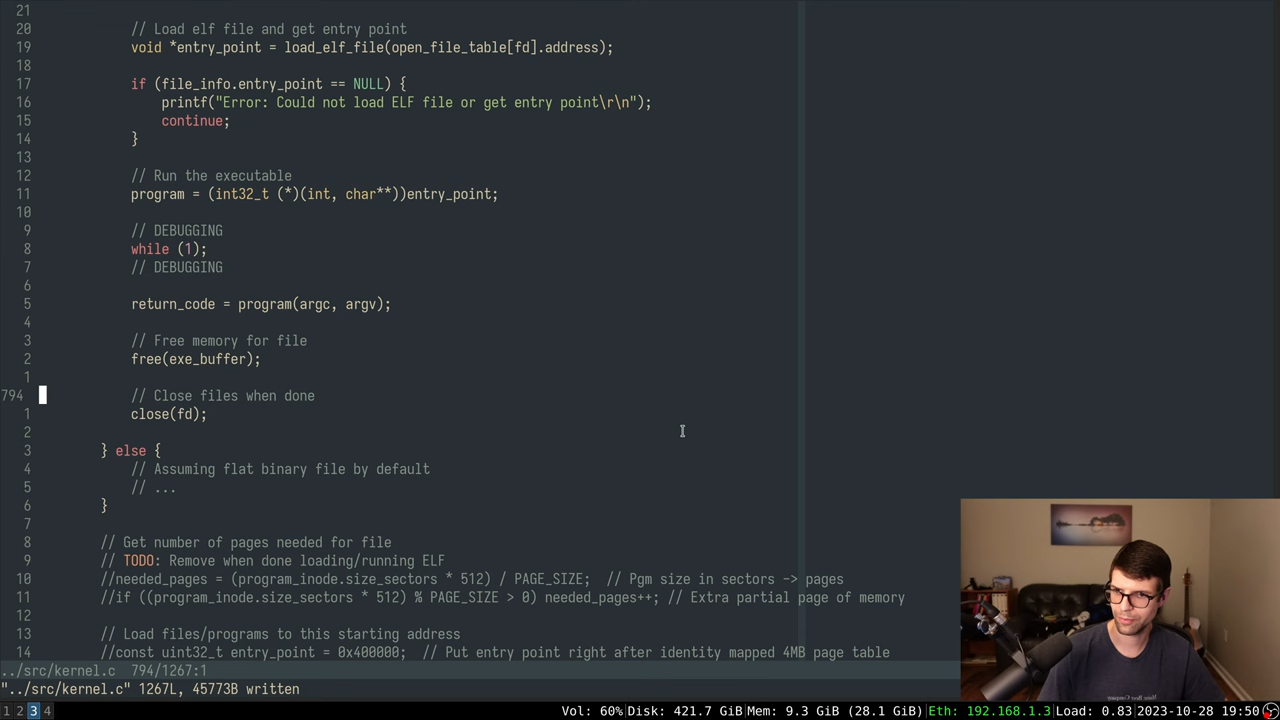 21
20 // Load elf file and get entry point
19 void *entry_point = load_elf_file(open_file_table[fd].address);
18
17 if (file_info.entry_point == NULL) {
16 printf("Error: Could not load ELF file or get entry point\r\n");
15 continue;
14 }
13
12 // Run the executable
11 program = (int32_t (*)(int, char**))entry_point;
10
9 // DEBUGGING
8 while (1);
7 // DEBUGGING
6
5 return_code = program(argc, argv);
4
3 // Free memory for file
2 free(exe_buffer);
1
794 // Close files when done
1 close(fd);
2
3 } else {
4 // Assuming flat binary file by default
5 // ...
6 }
7
8 // Get number of pages needed for file
9 // TODO: Remove when done loading/running ELF
10 //needed_pages = (program_inode.size_sectors * 512) / PAGE_SIZE; // Pgm size in sectors -> pages
11 //if ((program_inode.size_sectors * 512) % PAGE_SIZE > 0) needed_pages++; // Extra partial page of memory
12
13 // Load files/programs to this starting address
14 //const uint32_t entry_point = 0x400000; // Put entry point right after identity mapped 4MB page table
../src/kernel.c 794/1267:1
"../src/kernel.c" 1267L, 45773B written
1 2 3 4 Vol: 60%|Disk: 421.7 GiB|Mem: 9.3 GiB (28.1 GiB)|Eth: 192.168.1.3|Load: 0.83|2023-10-28 19:50